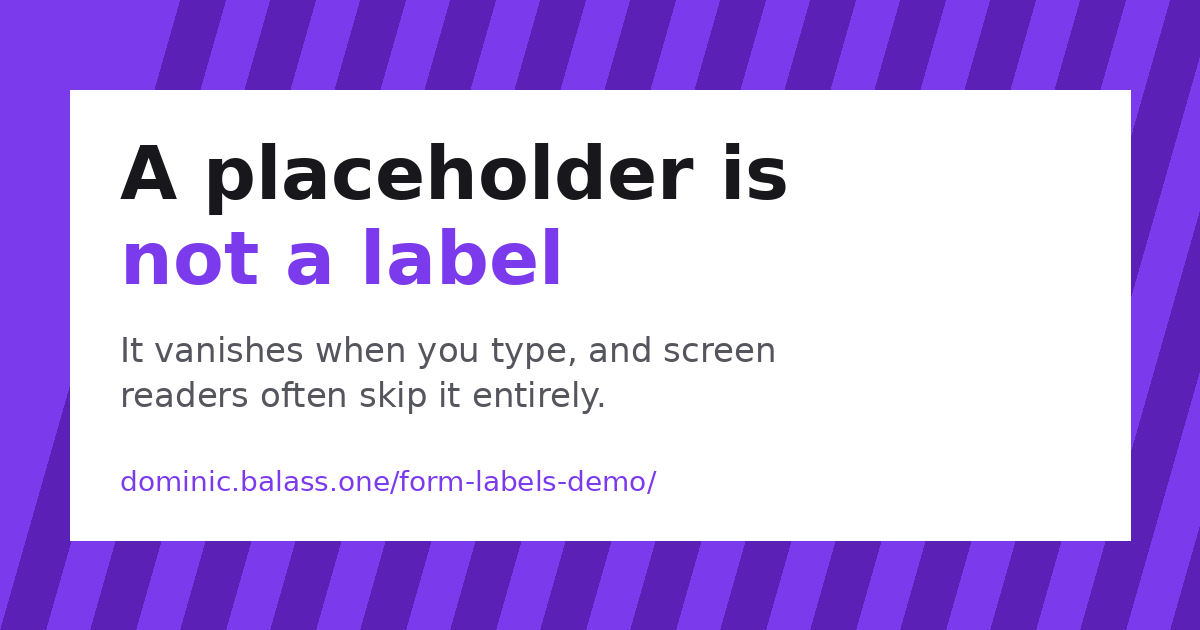 A placeholder is
not a label
It vanishes when you type, and screen
readers often skip it entirely.
dominic.balass.one/form-labels-demo/